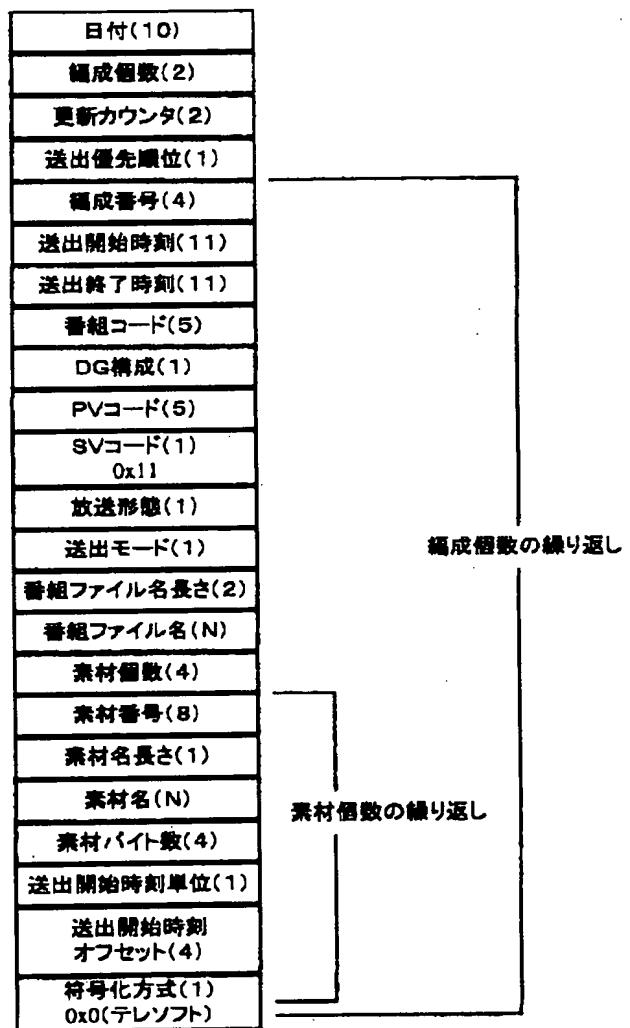 日付(10)
編成個数(2)
更新カウンタ(2)
送出優先順位(1)
編成番号(4)
送出開始時刻(11)
送出終了時刻(11)
番組コード(5)
DG構成(1)
PVコード(5)
SVコード(1)
0x11
放送形態(1)
送出モード(1)
番組ファイル名長さ(2)
番組ファイル名(N)
素材個数(4)
素材番号(8)
素材名長さ(1)
素材名(N)
素材バイト数(4)
送出開始時刻単位(1)
送出開始時刻
オフセット(4)
符号化方式(1)
0x0(テレソフト)
編成個数の繰り返し
素材個数の繰り返し